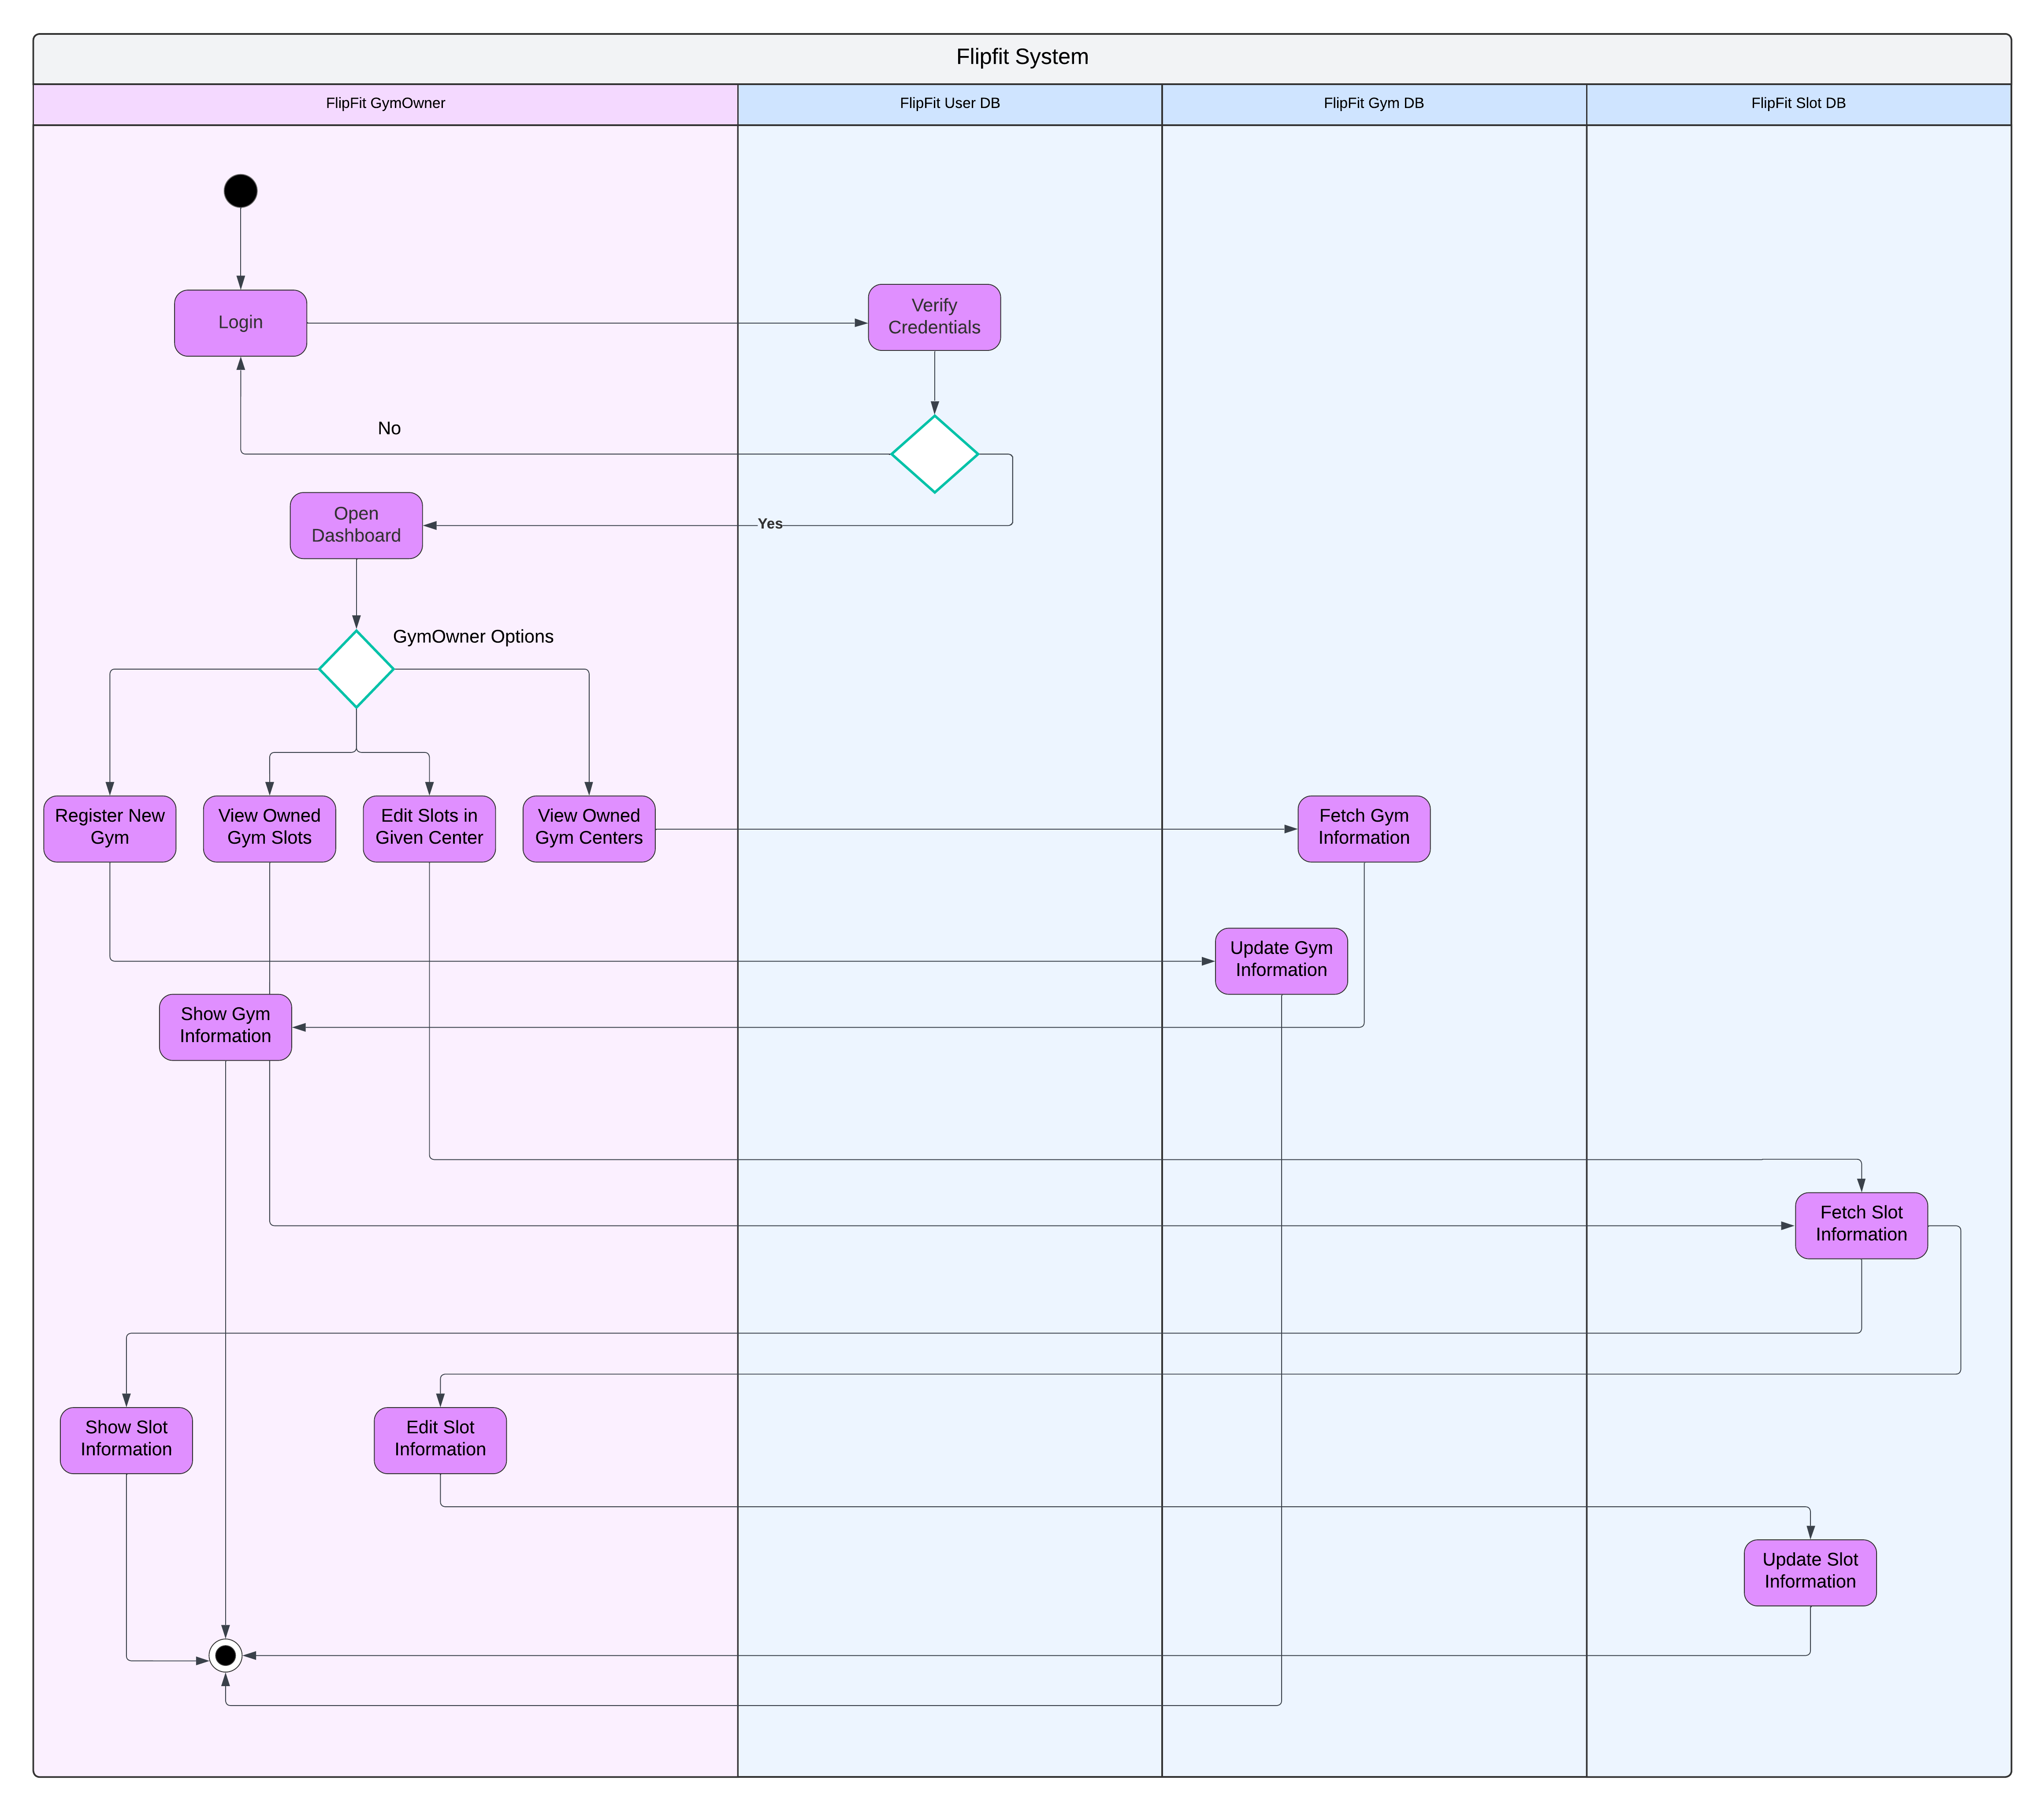 Flipfit System
FlipFit GymOwner
FlipFit User DB
FlipFit Gym DB
FlipFit Slot DB
Login
Verify
Credentials
No
Open
Dashboard
Yes
GymOwner Options
Register New
Gym
View Owned
Gym Slots
Edit Slots in
Given Center
View Owned
Gym Centers
Fetch Gym
Information
Update Gym
Information
Show Gym
Information
Fetch Slot
Information
Show Slot
Information
Edit Slot
Information
Update Slot
Information